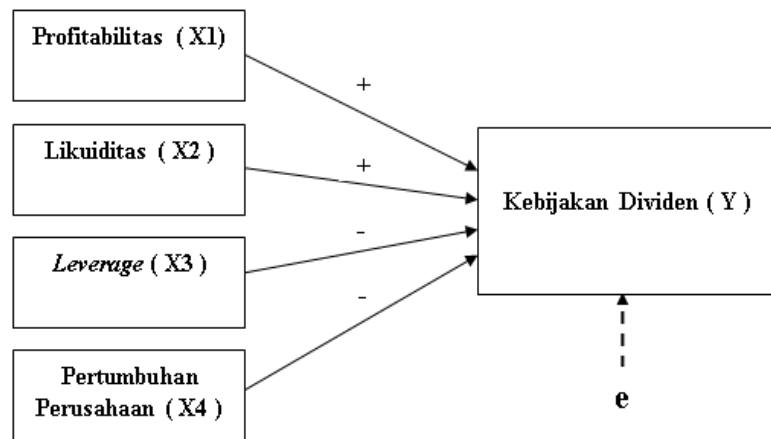 Profitabilitas ( X1)
+
Likuiditas ( X2 )
+
Kebijakan Dividen ( Y )
Leverage ( X3 )
-
-
Pertumbuhan
Perusahaan ( X4 )
e